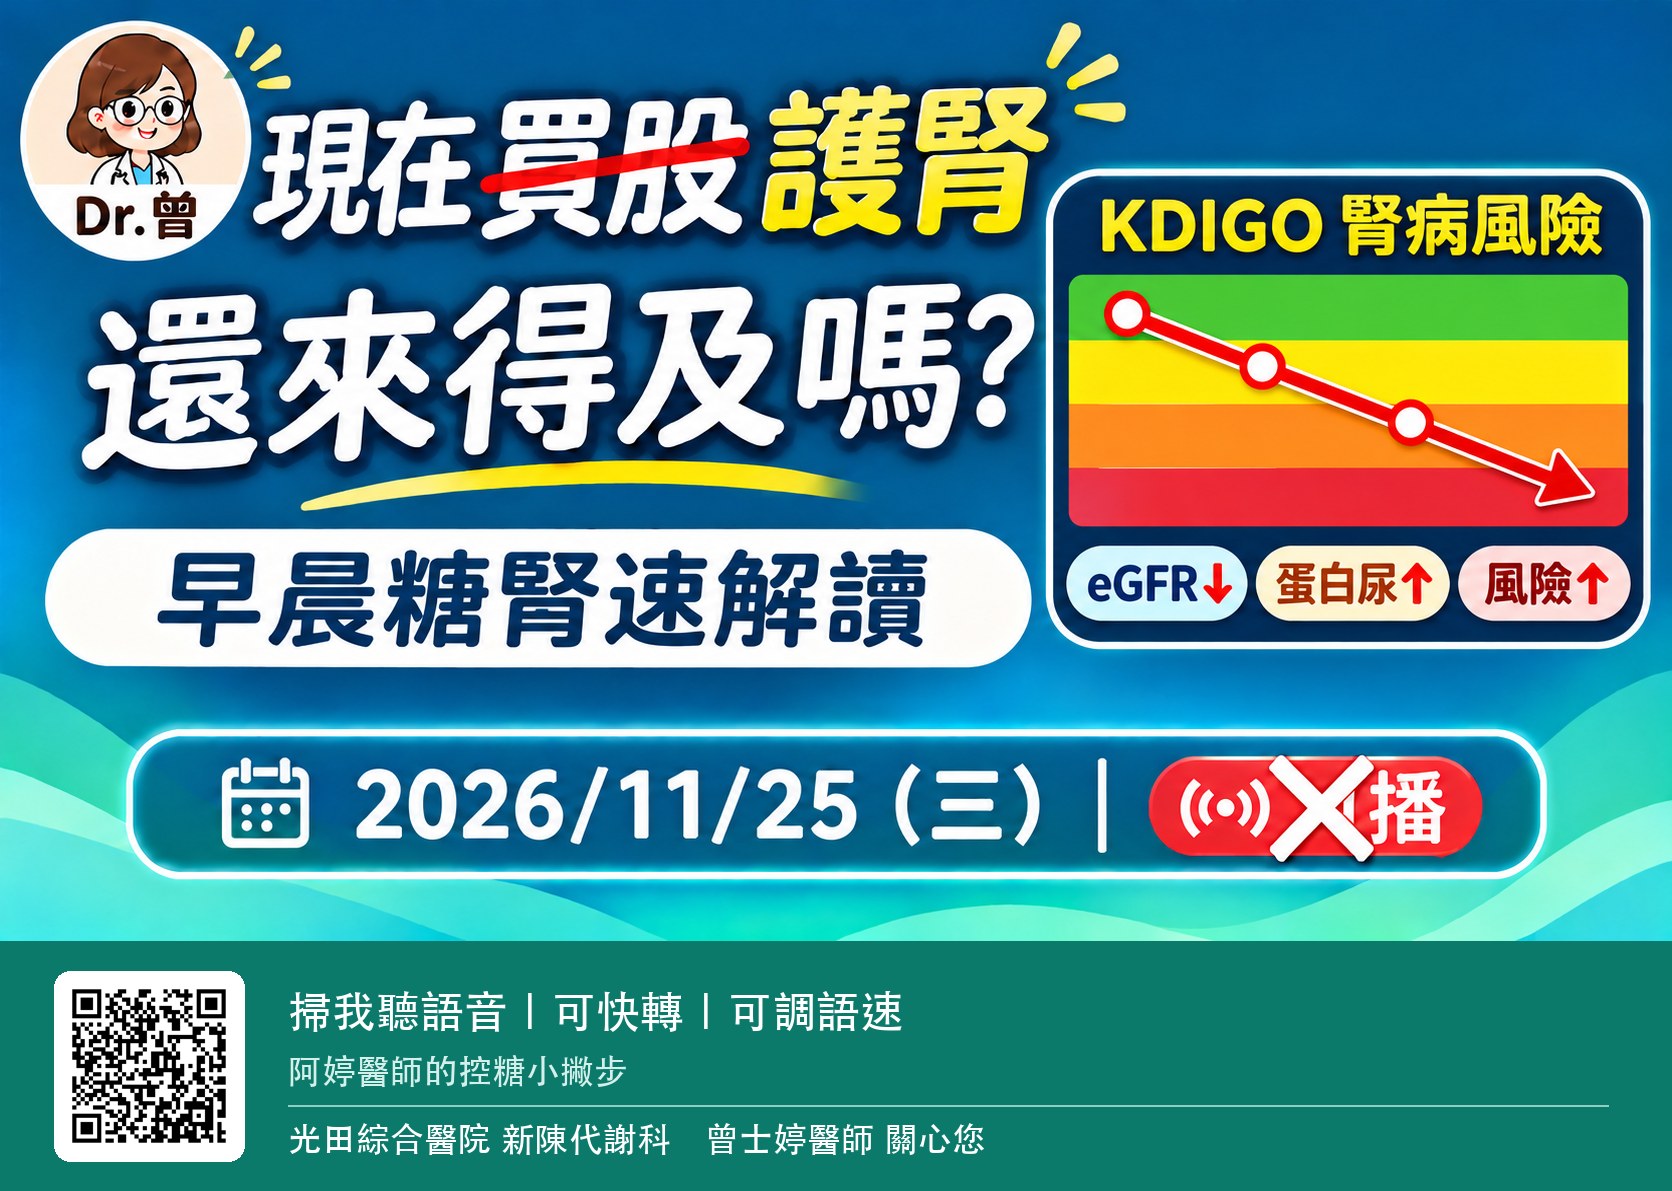 Dr.曾
現在買股護腎
還來得及嗎?
早晨糖腎速解讀
KDIGO 腎病風險
eGFR↓ 蛋白尿↑ 風險↑
2026/11/25 (三) | 播
掃我聽語音|可快轉|可調語速
阿婷醫師的控糖小撇步
光田綜合醫院 新陳代謝科 曾士婷醫師 關心您